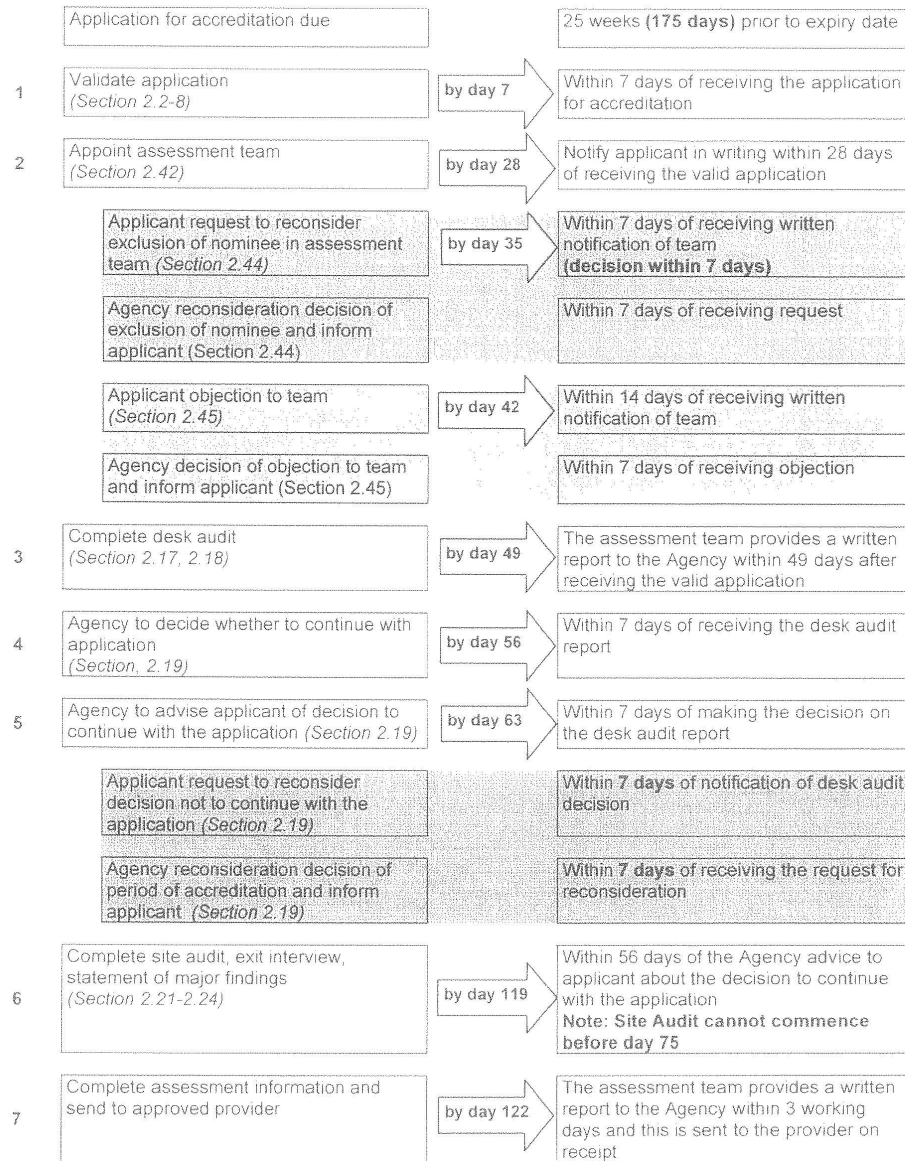 Application for accreditation due
25 weeks (175 days) prior to expiry date
1
Validate application
(Section 2.2-8)
by day 7
Within 7 days of receiving the application
for accreditation
2
Appoint assessment team
(Section 2.42)
by day 28
Notify applicant in writing within 28 days
of receiving the valid application
Applicant request to reconsider
exclusion of nominee in assessment
team (Section 2.44)
by day 35
Within 7 days of receiving written
notification of team
(decision within 7 days)
Agency reconsideration decision of
exclusion of nominee and inform
applicant (Section 2.44)
Within 7 days of receiving request
Applicant objection to team
(Section 2.45)
by day 42
Within 14 days of receiving written
notification of team
Agency decision of objection to team
and inform applicant (Section 2.45)
Within 7 days of receiving objection
3
Complete desk audit
(Section 2.17, 2.18)
by day 49
The assessment team provides a written
report to the Agency within 49 days after
receiving the valid application
4
Agency to decide whether to continue with
application
(Section, 2.19)
by day 56
Within 7 days of receiving the desk audit
report
5
Agency to advise applicant of decision to
continue with the application (Section 2.19)
by day 63
Within 7 days of making the decision on
the desk audit report
Applicant request to reconsider
decision not to continue with the
application (Section 2.19)
Within 7 days of notification of desk audit
decision
Agency reconsideration decision of
period of accreditation and inform
applicant (Section 2.19)
Within 7 days of receiving the request for
reconsideration
6
Complete site audit, exit interview,
statement of major findings
(Section 2.21-2.24)
by day 119
Within 56 days of the Agency advice to
applicant about the decision to continue
with the application
Note: Site Audit cannot commence
before day 75
7
Complete assessment information and
send to approved provider
by day 122
The assessment team provides a written
report to the Agency within 3 working
days and this is sent to the provider on
receipt